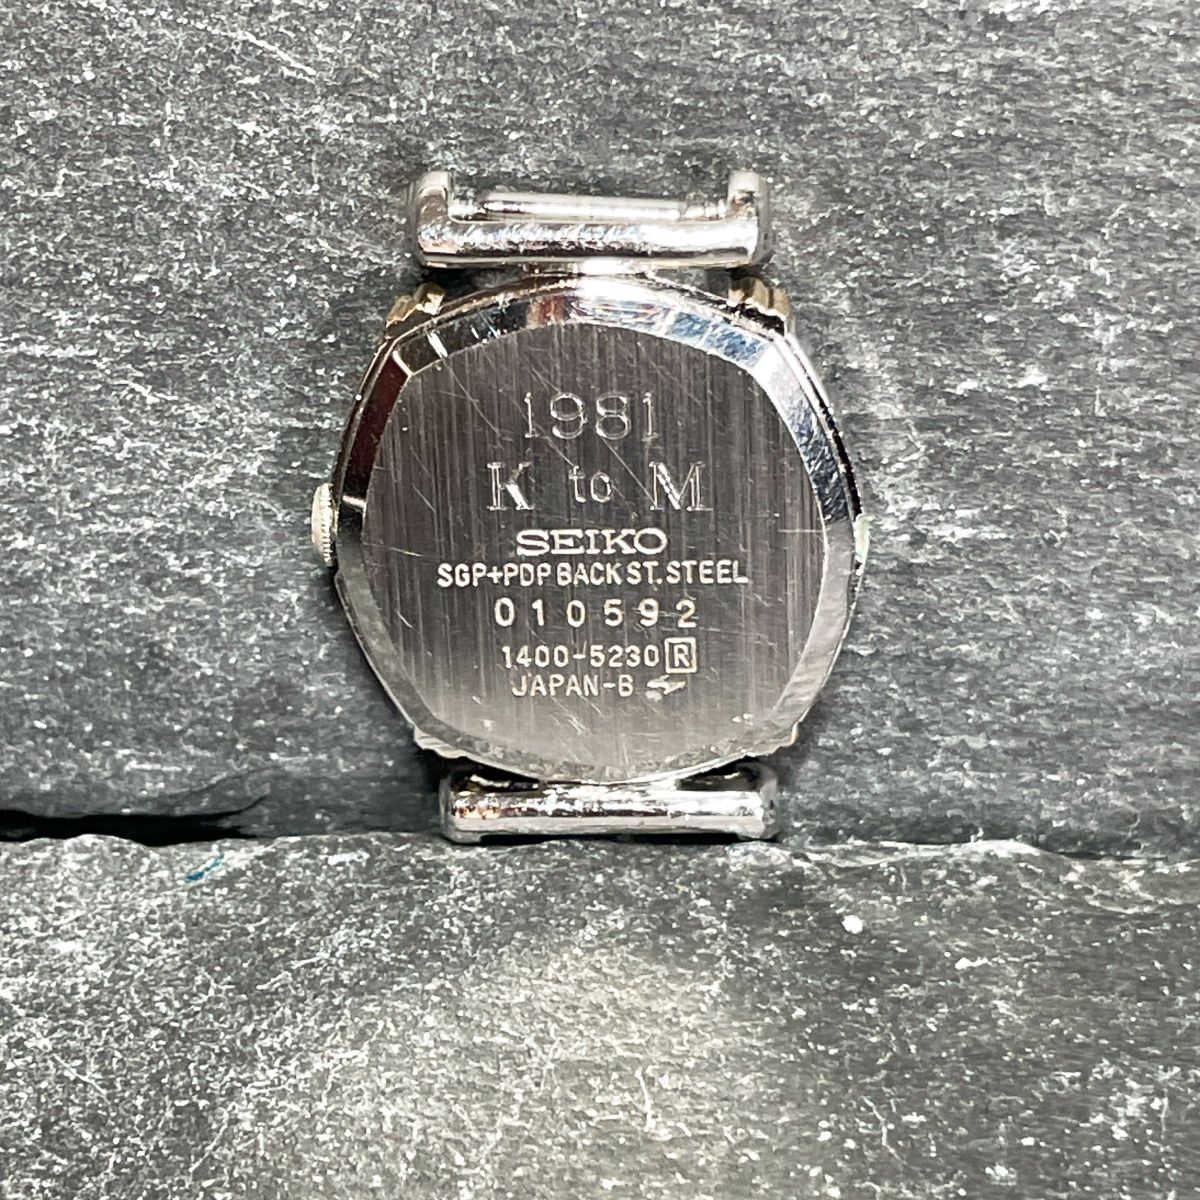 1981
K to M
SEIKO
SGP+PDP BACK ST. STEEL
010592
1400-5230 R
JAPAN-B